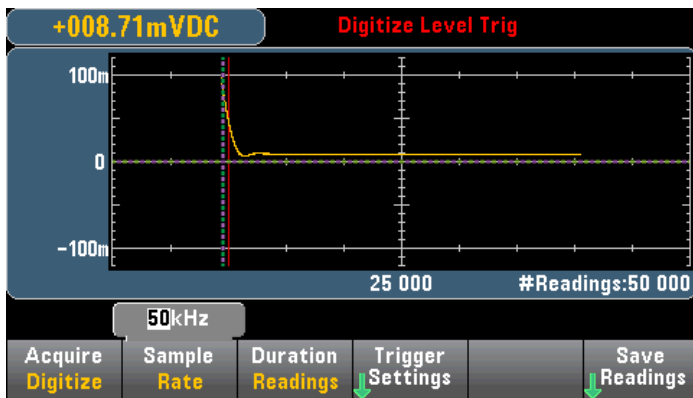 +008.71mVDC
Digitize Level Trig
100m
0
-100m
25 000 #Readings:50 000
50kHz
Acquire Sample Duration Trigger Save
Digitize Rate Readings Settings Readings